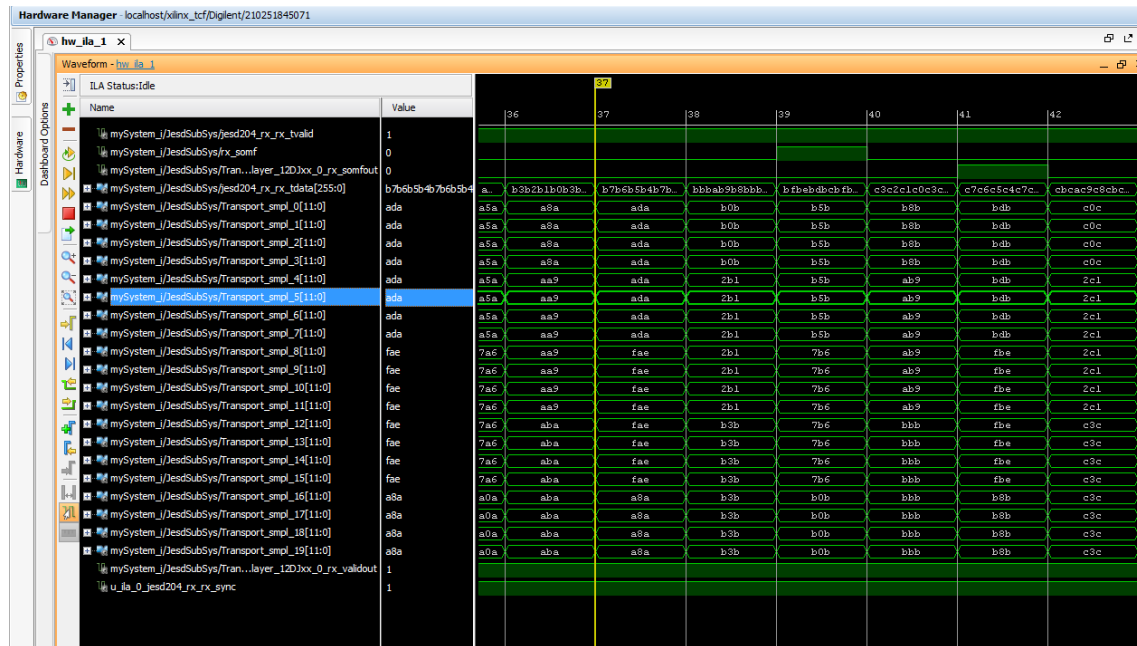 Hardware Manager - localhost/xilinx_tcf/Digilent/210251845071
hw_ila_1 ×
Properties
Hardware
Dashboard Options
Waveform - hw_ila_1
ILA Status:Idle
37
Name Value
36 37 38 39 40 41 42
mySystem_i/JesdSubSys/jesd204_rx_rx_tvalid 1
mySystem_i/JesdSubSys/rx_somf 0
mySystem_i/JesdSubSys/Tran...layer_12DJxx_0_rx_somfout 0
mySystem_i/JesdSubSys/jesd204_rx_rx_tdata[255:0] b7b6b5b4b7b6b5b4 a... b3b2b1b0b3b... b7b6b5b4b7b... bbbab9b8bbb... bfbebdbcbfb... c3c2c1c0c3c... c7c6c5c4c7c... cbcac9c8cbc...
mySystem_i/JesdSubSys/Transport_smpl_0[11:0] ada a5a a8a ada b0b b5b b8b bdb c0c
mySystem_i/JesdSubSys/Transport_smpl_1[11:0] ada a5a a8a ada b0b b5b b8b bdb c0c
mySystem_i/JesdSubSys/Transport_smpl_2[11:0] ada a5a a8a ada b0b b5b b8b bdb c0c
mySystem_i/JesdSubSys/Transport_smpl_3[11:0] ada a5a a8a ada b0b b5b b8b bdb c0c
mySystem_i/JesdSubSys/Transport_smpl_4[11:0] ada a5a aa9 ada 2b1 b5b ab9 bdb 2c1
mySystem_i/JesdSubSys/Transport_smpl_5[11:0] ada a5a aa9 ada 2b1 b5b ab9 bdb 2c1
mySystem_i/JesdSubSys/Transport_smpl_6[11:0] ada a5a aa9 ada 2b1 b5b ab9 bdb 2c1
mySystem_i/JesdSubSys/Transport_smpl_7[11:0] ada a5a aa9 ada 2b1 b5b ab9 bdb 2c1
mySystem_i/JesdSubSys/Transport_smpl_8[11:0] fae 7a6 aa9 fae 2b1 7b6 ab9 fbe 2c1
mySystem_i/JesdSubSys/Transport_smpl_9[11:0] fae 7a6 aa9 fae 2b1 7b6 ab9 fbe 2c1
mySystem_i/JesdSubSys/Transport_smpl_10[11:0] fae 7a6 aa9 fae 2b1 7b6 ab9 fbe 2c1
mySystem_i/JesdSubSys/Transport_smpl_11[11:0] fae 7a6 aa9 fae 2b1 7b6 ab9 fbe 2c1
mySystem_i/JesdSubSys/Transport_smpl_12[11:0] fae 7a6 aba fae b3b 7b6 bbb fbe c3c
mySystem_i/JesdSubSys/Transport_smpl_13[11:0] fae 7a6 aba fae b3b 7b6 bbb fbe c3c
mySystem_i/JesdSubSys/Transport_smpl_14[11:0] fae 7a6 aba fae b3b 7b6 bbb fbe c3c
mySystem_i/JesdSubSys/Transport_smpl_15[11:0] fae 7a6 aba fae b3b 7b6 bbb fbe c3c
mySystem_i/JesdSubSys/Transport_smpl_16[11:0] a8a a0a aba a8a b3b b0b bbb b8b c3c
mySystem_i/JesdSubSys/Transport_smpl_17[11:0] a8a a0a aba a8a b3b b0b bbb b8b c3c
mySystem_i/JesdSubSys/Transport_smpl_18[11:0] a8a a0a aba a8a b3b b0b bbb b8b c3c
mySystem_i/JesdSubSys/Transport_smpl_19[11:0] a8a a0a aba a8a b3b b0b bbb b8b c3c
mySystem_i/JesdSubSys/Tran...layer_12DJxx_0_rx_validout 1
u_ila_0_jesd204_rx_rx_sync 1